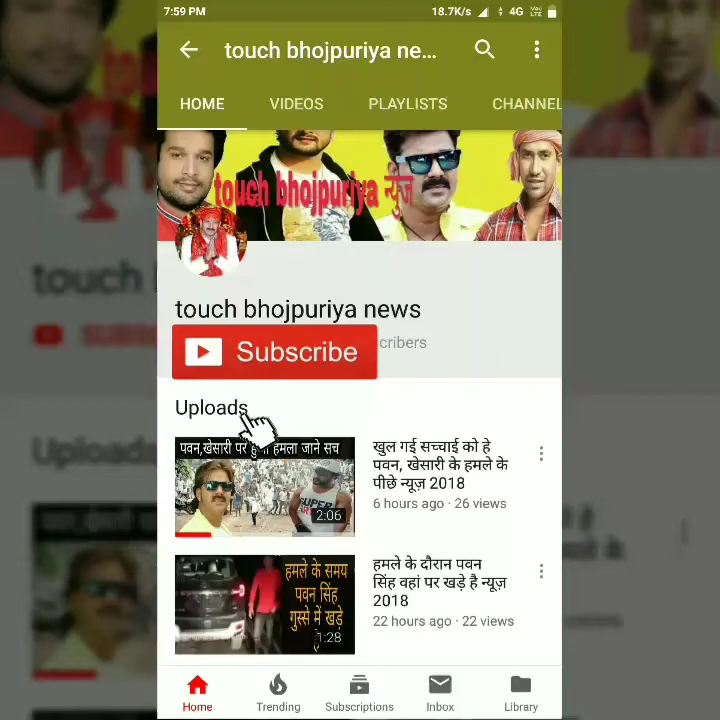 7:59 PM 18.7K/s 4G VoLTE
touch bhojpuriya ne...
HOME VIDEOS PLAYLISTS CHANNEL
touch bhojpuriya न्युज
touch bhojpuriya news
Subscribe cribers
Uploads
पवन,खेसारी पर हमला जाने सच
SUPER
2:06
खुल गई सच्चाई को हे
पवन, खेसारी के हमले के
पीछे न्यूज़ 2018
6 hours ago · 26 views
हमले के समय
पवन सिंह
गुस्से में खड़े
है
1:28
हमले के दौरान पवन
सिंह वहां पर खड़े है न्यूज़
2018
22 hours ago · 22 views
Home Trending Subscriptions Inbox Library